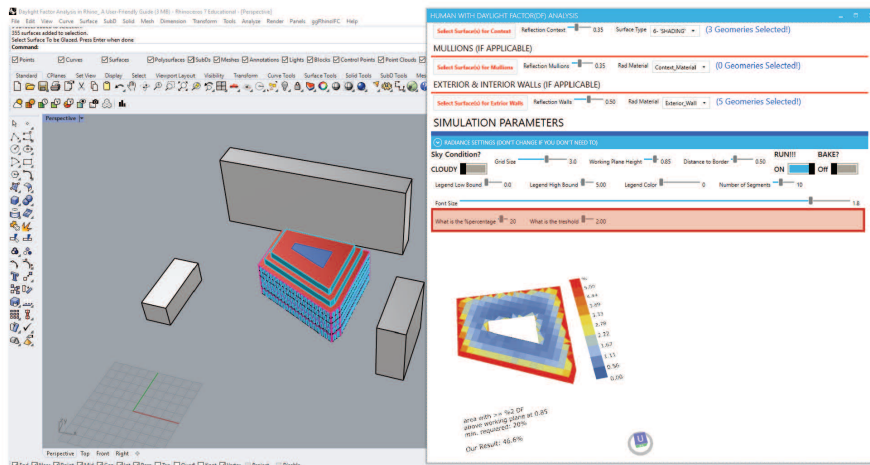 Daylight Factor Analysis in Rhino_ A User-Friendly Guide (3 MB) - Rhinoceros 7 Educational - [Perspective]
File Edit View Curve Surface SubD Solid Mesh Dimension Transform Tools Analyze Render Panels ggRhinoIFC Help
355 surfaces added to selection.
Select Surface To be Glazed. Press Enter when done
Command:
Points Curves Surfaces Polysurfaces SubDs Meshes Annotations Lights Blocks Control Points Point Clouds
Standard CPlanes Set View Display Select Viewport Layout Visibility Transform Curve Tools Surface Tools Solid Tools SubD Tools
Perspective
Perspective Top Front Right
HUMAN WITH DAYLIGHT FACTOR(DF) ANALYSIS
Select Surface(s) for Context Reflection Context 0.35 Surface Type 6- 'SHADING' (3 Geomeries Selected!)
MULLIONS (IF APPLICABLE)
Select Surface(s) for Mullions Reflection Mullions 0.35 Rad Material Context_Material (0 Geomeries Selected!)
EXTERIOR & INTERIOR WALLs (IF APPLICABLE)
Select Surface(s) for Extrior Walls Reflection Walls 0.50 Rad Material Exterior_Wall (5 Geomeries Selected!)
SIMULATION PARAMETERS
RADIANCE SETTINGS (DON'T CHANGE IF YOU DON'T NEED TO)
Sky Condition? Grid Size 3.0 Working Plane Height 0.85 Distance to Border 0.50 RUN!!! BAKE?
CLOUDY ON Off
Legend Low Bound 0.0 Legend High Bound 5.00 Legend Color 0 Number of Segments 10
Font Size 1.8
What is the %percentage 20 What is the treshold 2.00
%
5.00
4.44
3.89
3.33
2.78
2.22
1.67
1.11
0.56
0.00
area with >= %2 DF
above working plane at 0.85
min. required: 20%
Our Result: 46.6%
U